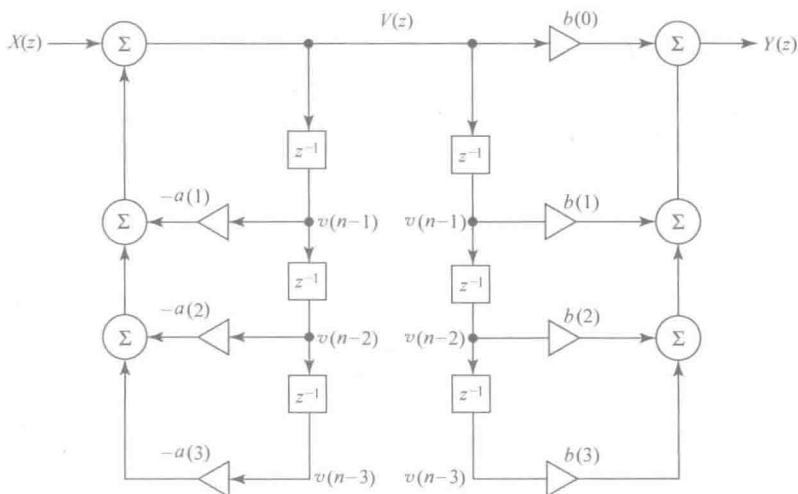 X(z) Σ V(z) b(0) Σ Y(z)
z⁻¹ z⁻¹
Σ −a(1) v(n−1) v(n−1) b(1) Σ
z⁻¹ z⁻¹
Σ −a(2) v(n−2) v(n−2) b(2) Σ
z⁻¹ z⁻¹
−a(3) v(n−3) v(n−3) b(3)